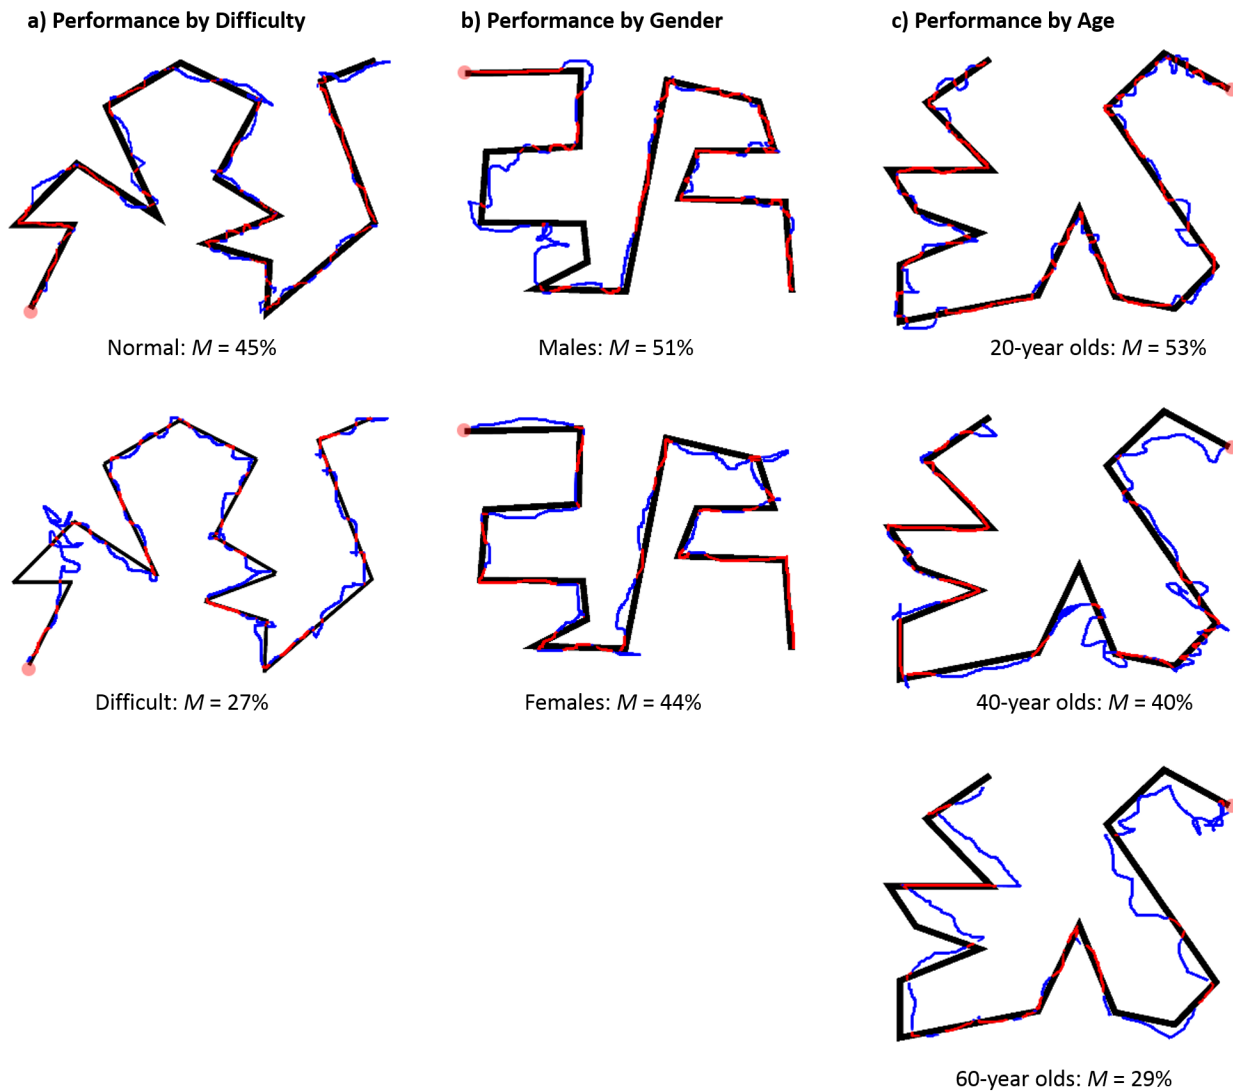 a) Performance by Difficulty
b) Performance by Gender
c) Performance by Age
Normal: M = 45%
Males: M = 51%
20-year olds: M = 53%
Difficult: M = 27%
Females: M = 44%
40-year olds: M = 40%
60-year olds: M = 29%